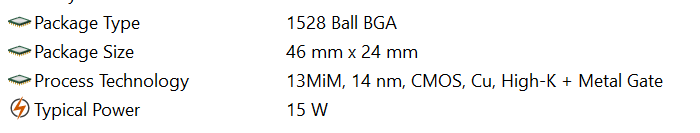 Package Type 1528 Ball BGA
Package Size 46 mm x 24 mm
Process Technology 13MiM, 14 nm, CMOS, Cu, High-K + Metal Gate
Typical Power 15 W